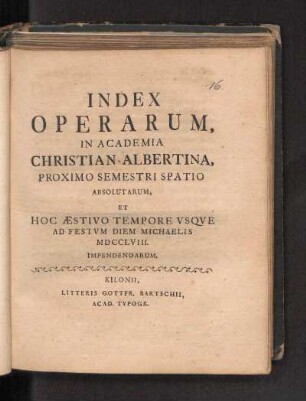 16
INDEX
OPERARUM,
IN ACADEMIA
CHRISTIAN-ALBERTINA,
PROXIMO SEMESTRI SPATIO
ABSOLUTARUM,
ET
HOC ÆSTIVO TEMPORE VSQVE
AD FESTVM DIEM MICHAELIS
MDCCLVIII.
IMPENDENDARUM.
KILONII,
LITTERIS GOTTFR. BARTSCHII,
ACAD. TYPOGR.